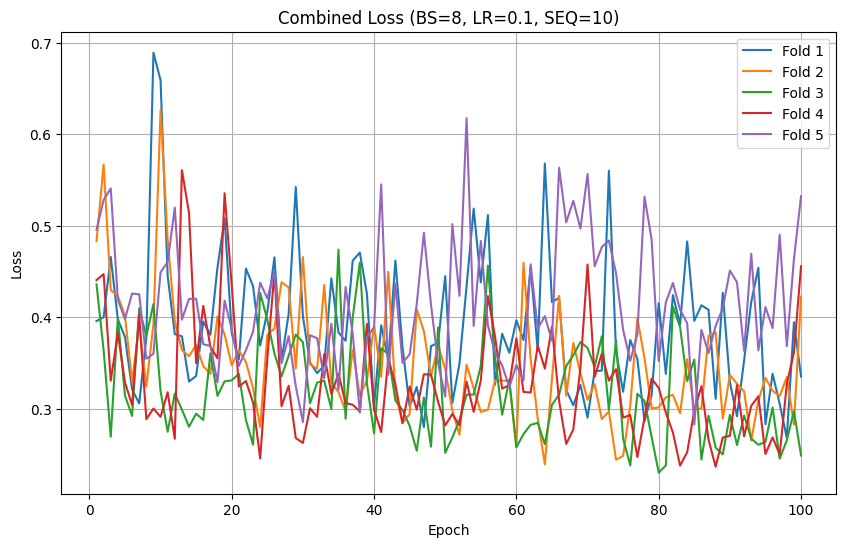 Combined Loss (BS=8, LR=0.1, SEQ=10)
0.7
0.6
0.5
0.4
0.3
Loss
0
20
40
60
80
100
Epoch
Fold 1
Fold 2
Fold 3
Fold 4
Fold 5